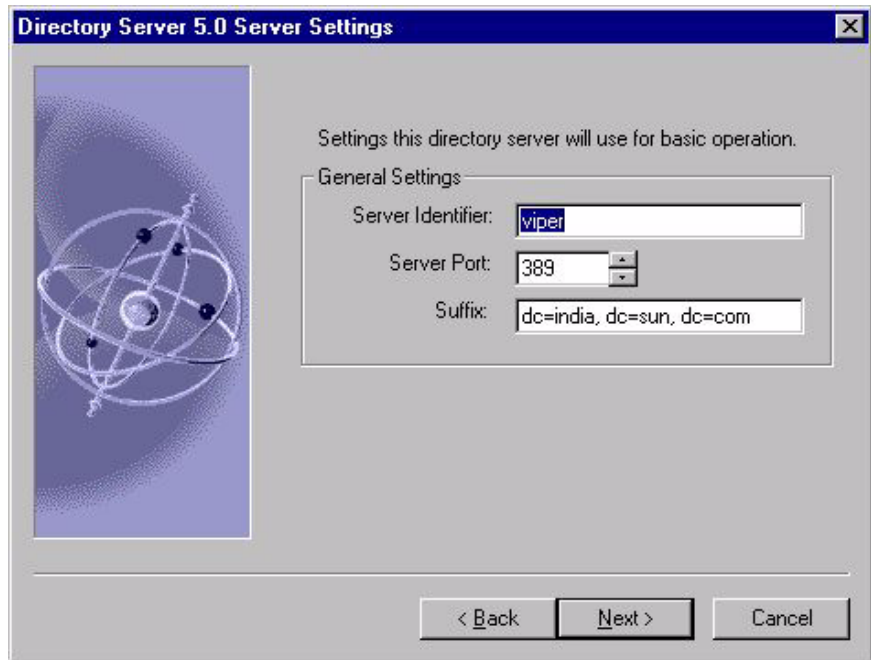 Directory Server 5.0 Server Settings
Settings this directory server will use for basic operation.
General Settings
Server Identifier: viper
Server Port: 389
Suffix: dc=india, dc=sun, dc=com
< Back Next > Cancel